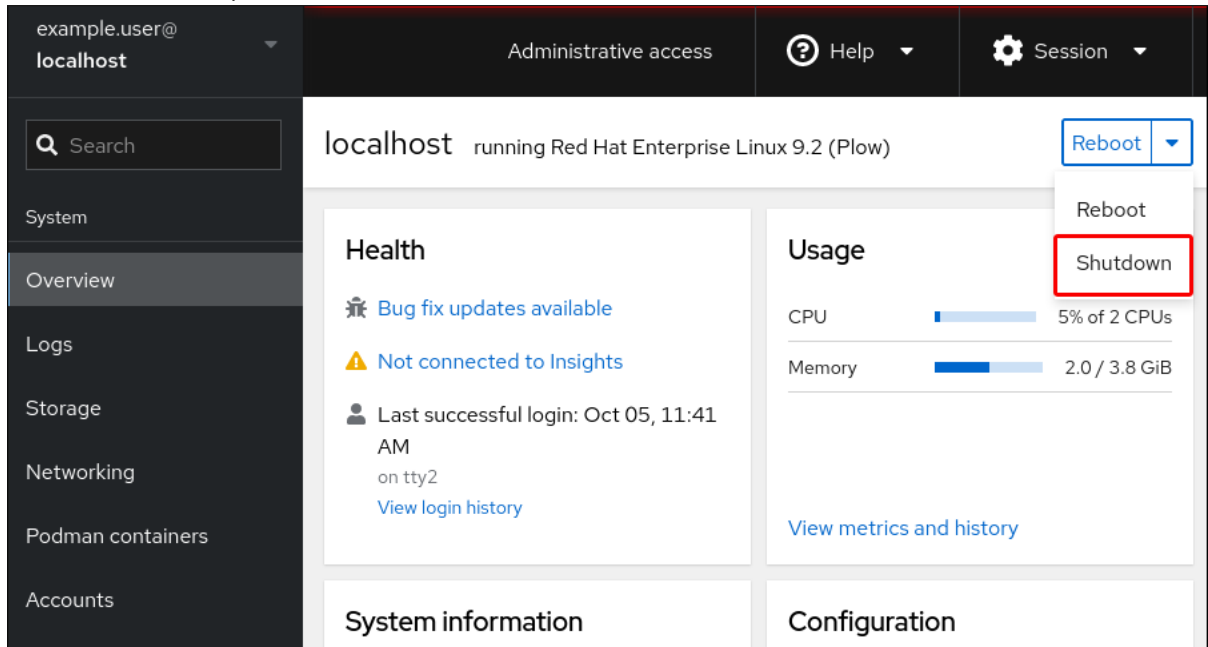 example.user@
localhost
Administrative access
Help
Session
Search
localhost running Red Hat Enterprise Linux 9.2 (Plow)
Reboot
Reboot
Shutdown
System
Overview
Logs
Storage
Networking
Podman containers
Accounts
Health
Bug fix updates available
Not connected to Insights
Last successful login: Oct 05, 11:41
AM
on tty2
View login history
Usage
CPU 5% of 2 CPUs
Memory 2.0 / 3.8 GiB
View metrics and history
System information
Configuration